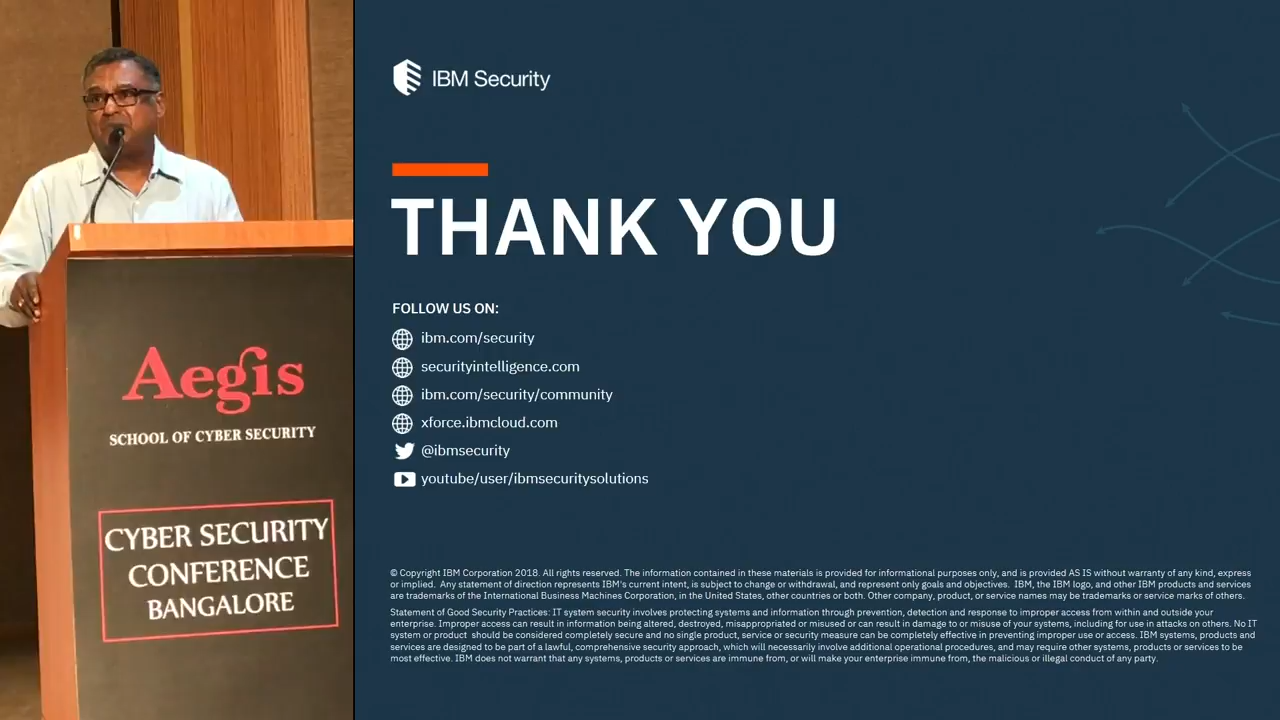 Aegis
SCHOOL OF CYBER SECURITY
CYBER SECURITY
CONFERENCE
BANGALORE
IBM Security
THANK YOU
FOLLOW US ON:
ibm.com/security
securityintelligence.com
ibm.com/security/community
xforce.ibmcloud.com
@ibmsecurity
youtube/user/ibmsecuritysolutions
© Copyright IBM Corporation 2018. All rights reserved. The information contained in these materials is provided for informational purposes only, and is provided AS IS without warranty of any kind, express
or implied. Any statement of direction represents IBM's current intent, is subject to change or withdrawal, and represent only goals and objectives. IBM, the IBM logo, and other IBM products and services
are trademarks of the International Business Machines Corporation, in the United States, other countries or both. Other company, product, or service names may be trademarks or service marks of others.
Statement of Good Security Practices: IT system security involves protecting systems and information through prevention, detection and response to improper access from within and outside your
enterprise. Improper access can result in information being altered, destroyed, misappropriated or misused or can result in damage to or misuse of your systems, including for use in attacks on others. No IT
system or product should be considered completely secure and no single product, service or security measure can be completely effective in preventing improper use or access. IBM systems, products and
services are designed to be part of a lawful, comprehensive security approach, which will necessarily involve additional operational procedures, and may require other systems, products or services to be
most effective. IBM does not warrant that any systems, products or services are immune from, or will make your enterprise immune from, the malicious or illegal conduct of any party.